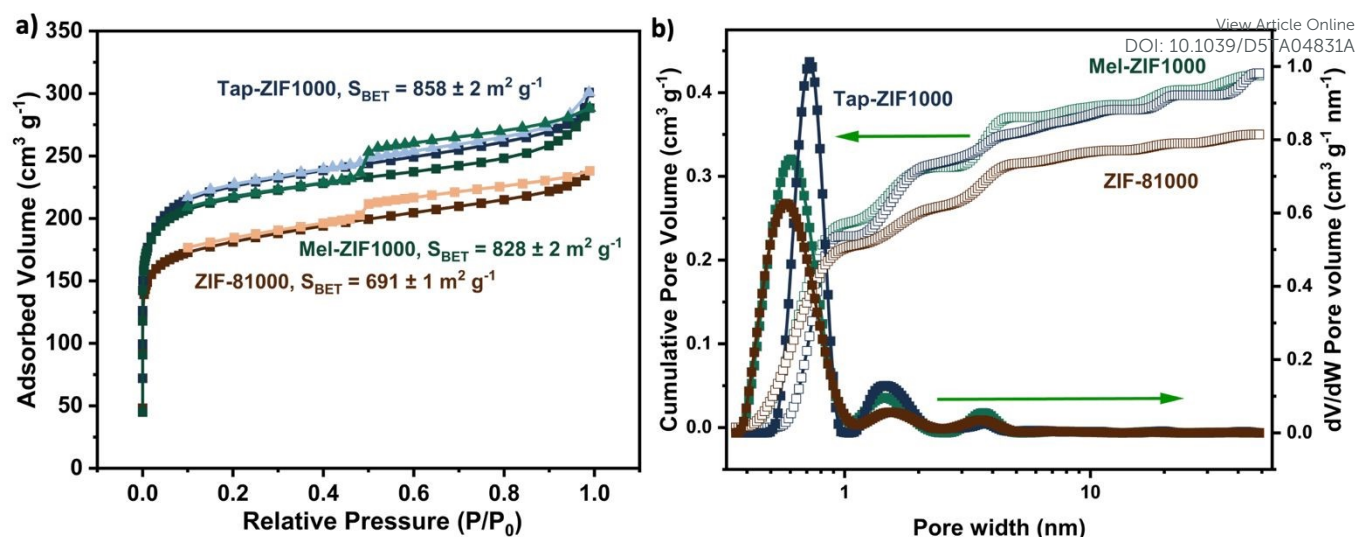 View Article Online
DOI: 10.1039/D5TA04831A
a)
350
300
250
200
150
100
50
0
Adsorbed Volume (cm³ g⁻¹)
Tap-ZIF1000, S_BET = 858 ± 2 m² g⁻¹
Mel-ZIF1000, S_BET = 828 ± 2 m² g⁻¹
ZIF-81000, S_BET = 691 ± 1 m² g⁻¹
0.0 0.2 0.4 0.6 0.8 1.0
Relative Pressure (P/P₀)
b)
0.4
0.3
0.2
0.1
0.0
Cumulative Pore Volume (cm³ g⁻¹)
Tap-ZIF1000
Mel-ZIF1000
ZIF-81000
1.0
0.8
0.6
0.4
0.2
0.0
dV/dW Pore volume (cm³ g⁻¹ nm⁻¹)
1 10
Pore width (nm)